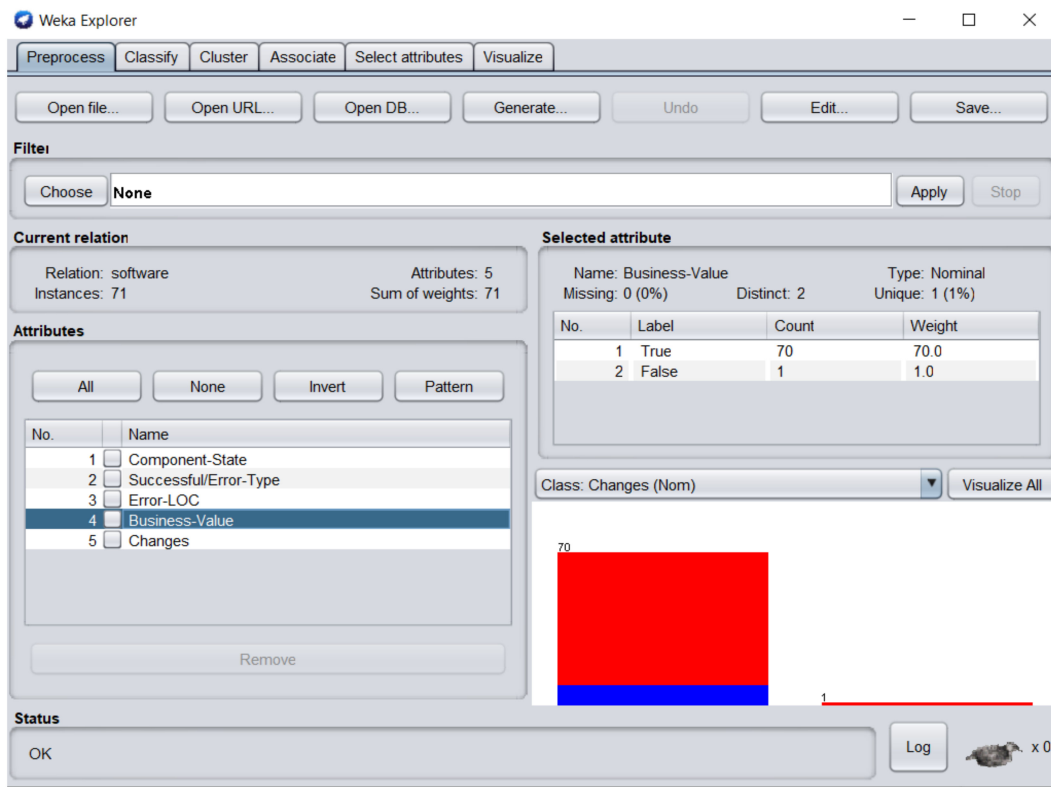 Weka Explorer
Preprocess Classify Cluster Associate Select attributes Visualize
Open file... Open URL... Open DB... Generate... Undo Edit... Save...
Filter
Choose None Apply Stop
Current relation
Relation: software Attributes: 5
Instances: 71 Sum of weights: 71
Selected attribute
Name: Business-Value Type: Nominal
Missing: 0 (0%) Distinct: 2 Unique: 1 (1%)
No. Label Count Weight
1 True 70 70.0
2 False 1 1.0
Attributes
All None Invert Pattern
No. Name
1 Component-State
2 Successful/Error-Type
3 Error-LOC
4 Business-Value
5 Changes
Remove
Class: Changes (Nom) Visualize All
70
1
Status
OK
Log x 0